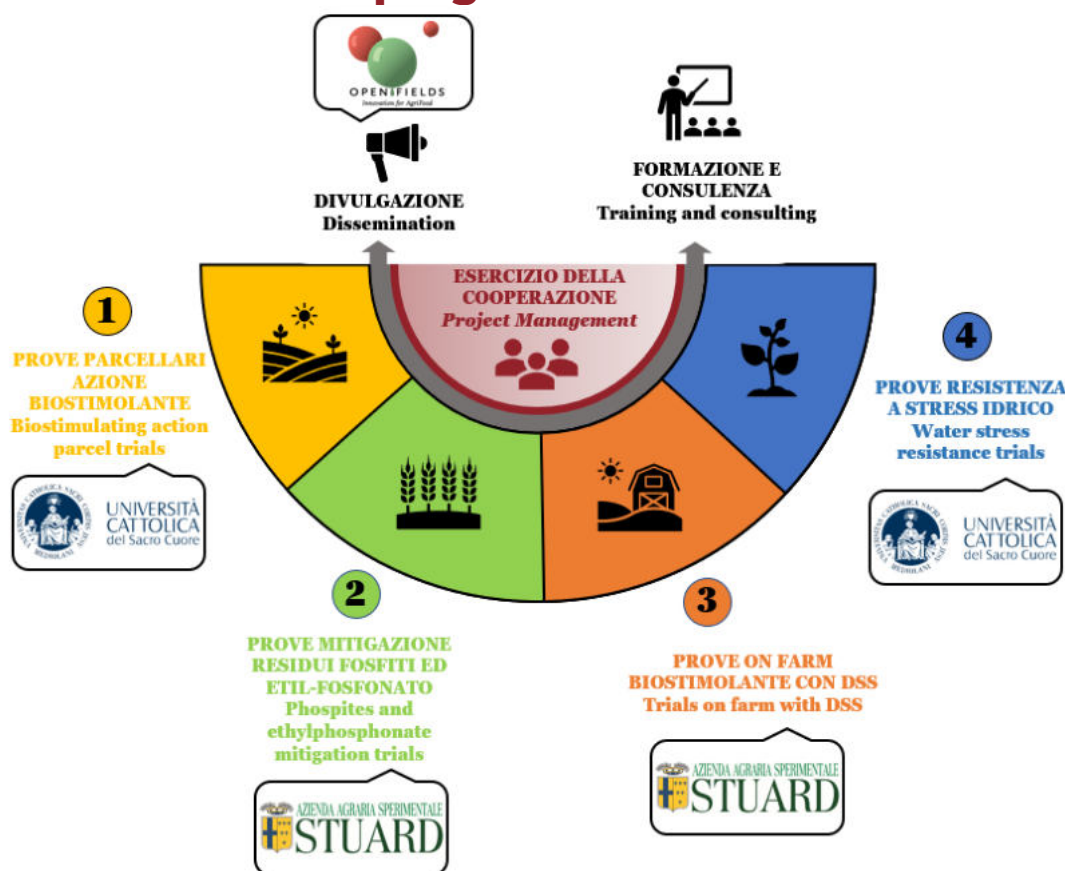 OPEN FIELDS
Innovation for AgriFood
DIVULGAZIONE
Dissemination
FORMAZIONE E
CONSULENZA
Training and consulting
ESERCIZIO DELLA
COOPERAZIONE
Project Management
1
PROVE PARCELLARI
AZIONE
BIOSTIMOLANTE
Biostimulating action
parcel trials
UNIVERSITÀ
CATTOLICA
del Sacro Cuore
2
PROVE MITIGAZIONE
RESIDUI FOSFITI ED
ETIL-FOSFONATO
Phospites and
ethylphosphonate
mitigation trials
AZIENDA AGRARIA SPERIMENTALE
STUARD
3
PROVE ON FARM
BIOSTIMOLANTE CON DSS
Trials on farm with DSS
AZIENDA AGRARIA SPERIMENTALE
STUARD
4
PROVE RESISTENZA
A STRESS IDRICO
Water stress
resistance trials
UNIVERSITÀ
CATTOLICA
del Sacro Cuore